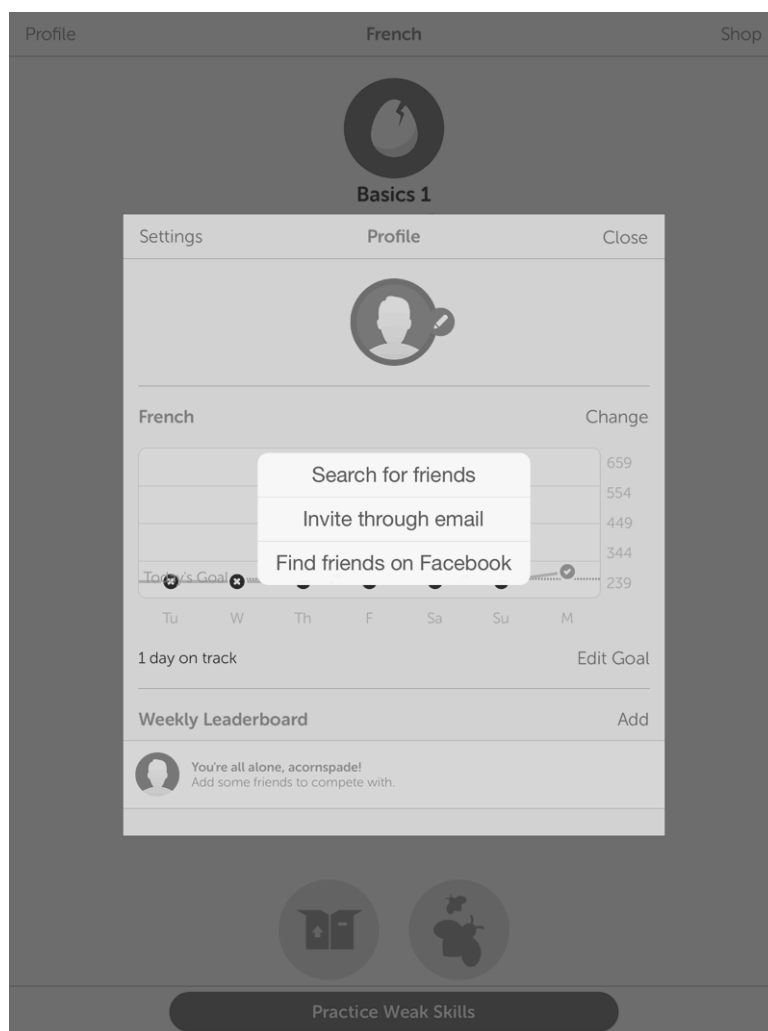 Profile French Shop
Basics 1
Settings Profile Close
French Change
659
Search for friends
554
Invite through email
449
Find friends on Facebook
344
Today's Goal
239
Tu W Th F Sa Su M
1 day on track Edit Goal
Weekly Leaderboard Add
You're all alone, acornspade!
Add some friends to compete with.
Practice Weak Skills